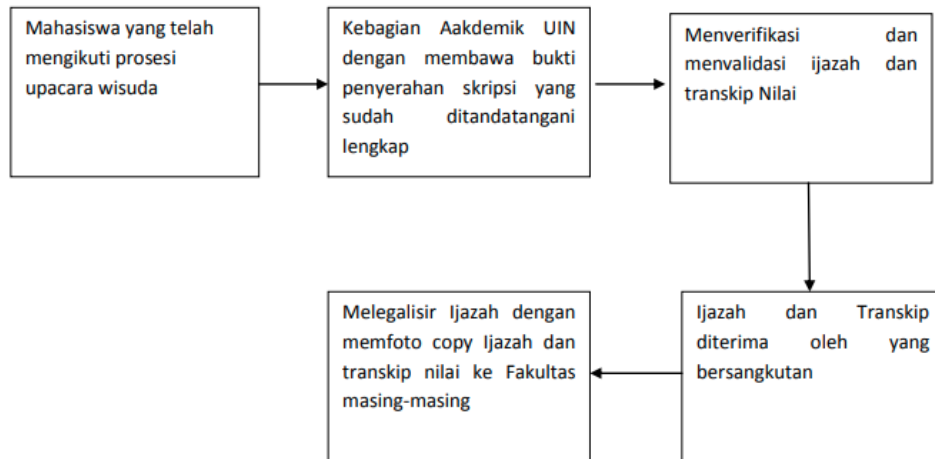 Mahasiswa yang telah
mengikuti prosesi
upacara wisuda
Kebagian Aakdemik UIN
dengan membawa bukti
penyerahan skripsi yang
sudah ditandatangani
lengkap
Menverifikasi dan
menvalidasi ijazah dan
transkip Nilai
Ijazah dan Transkip
diterima oleh yang
bersangkutan
Melegalisir Ijazah dengan
memfoto copy Ijazah dan
transkip nilai ke Fakultas
masing-masing